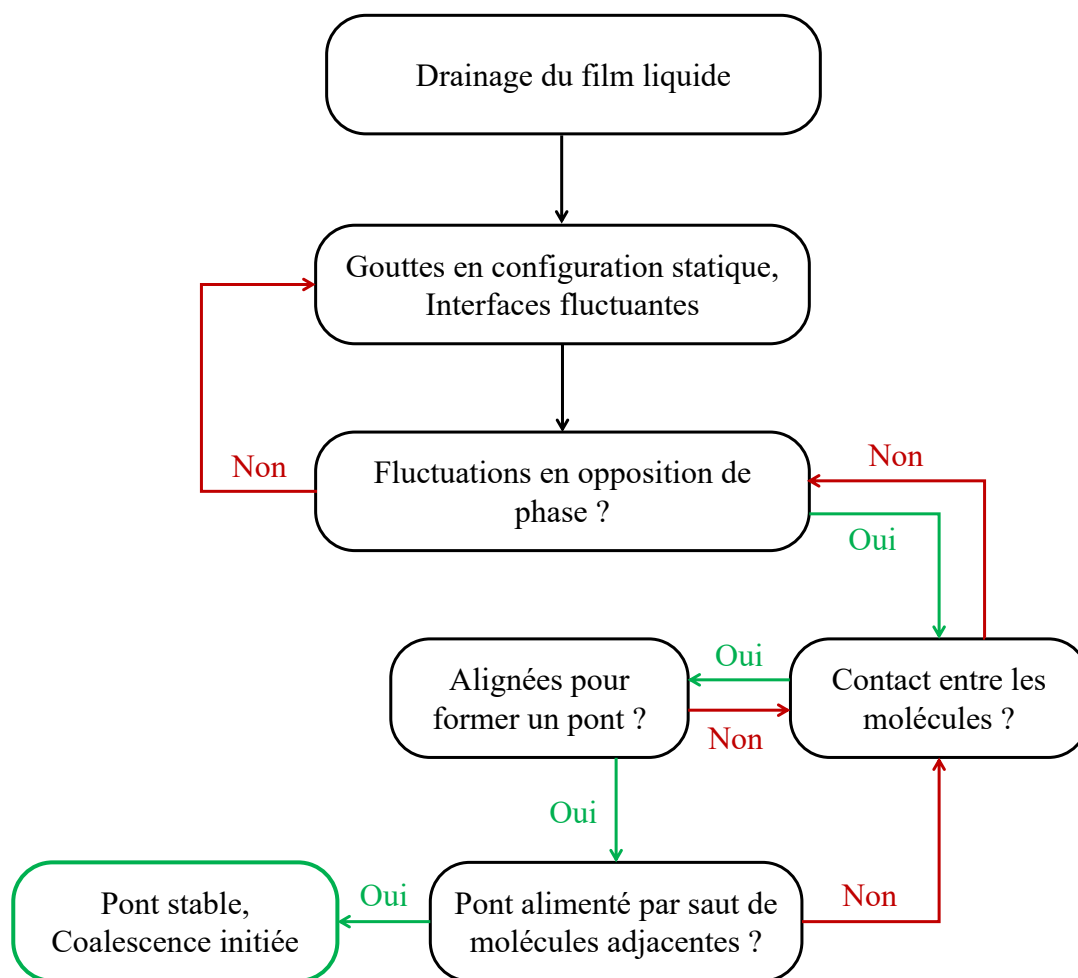 Drainage du film liquide
Gouttes en configuration statique,
Interfaces fluctuantes
Non
Fluctuations en opposition de
phase ?
Non
Oui
Oui
Alignées pour
former un pont ?
Non
Contact entre les
molécules ?
Oui
Pont stable,
Coalescence initiée
Oui
Pont alimenté par saut de
molécules adjacentes ?
Non